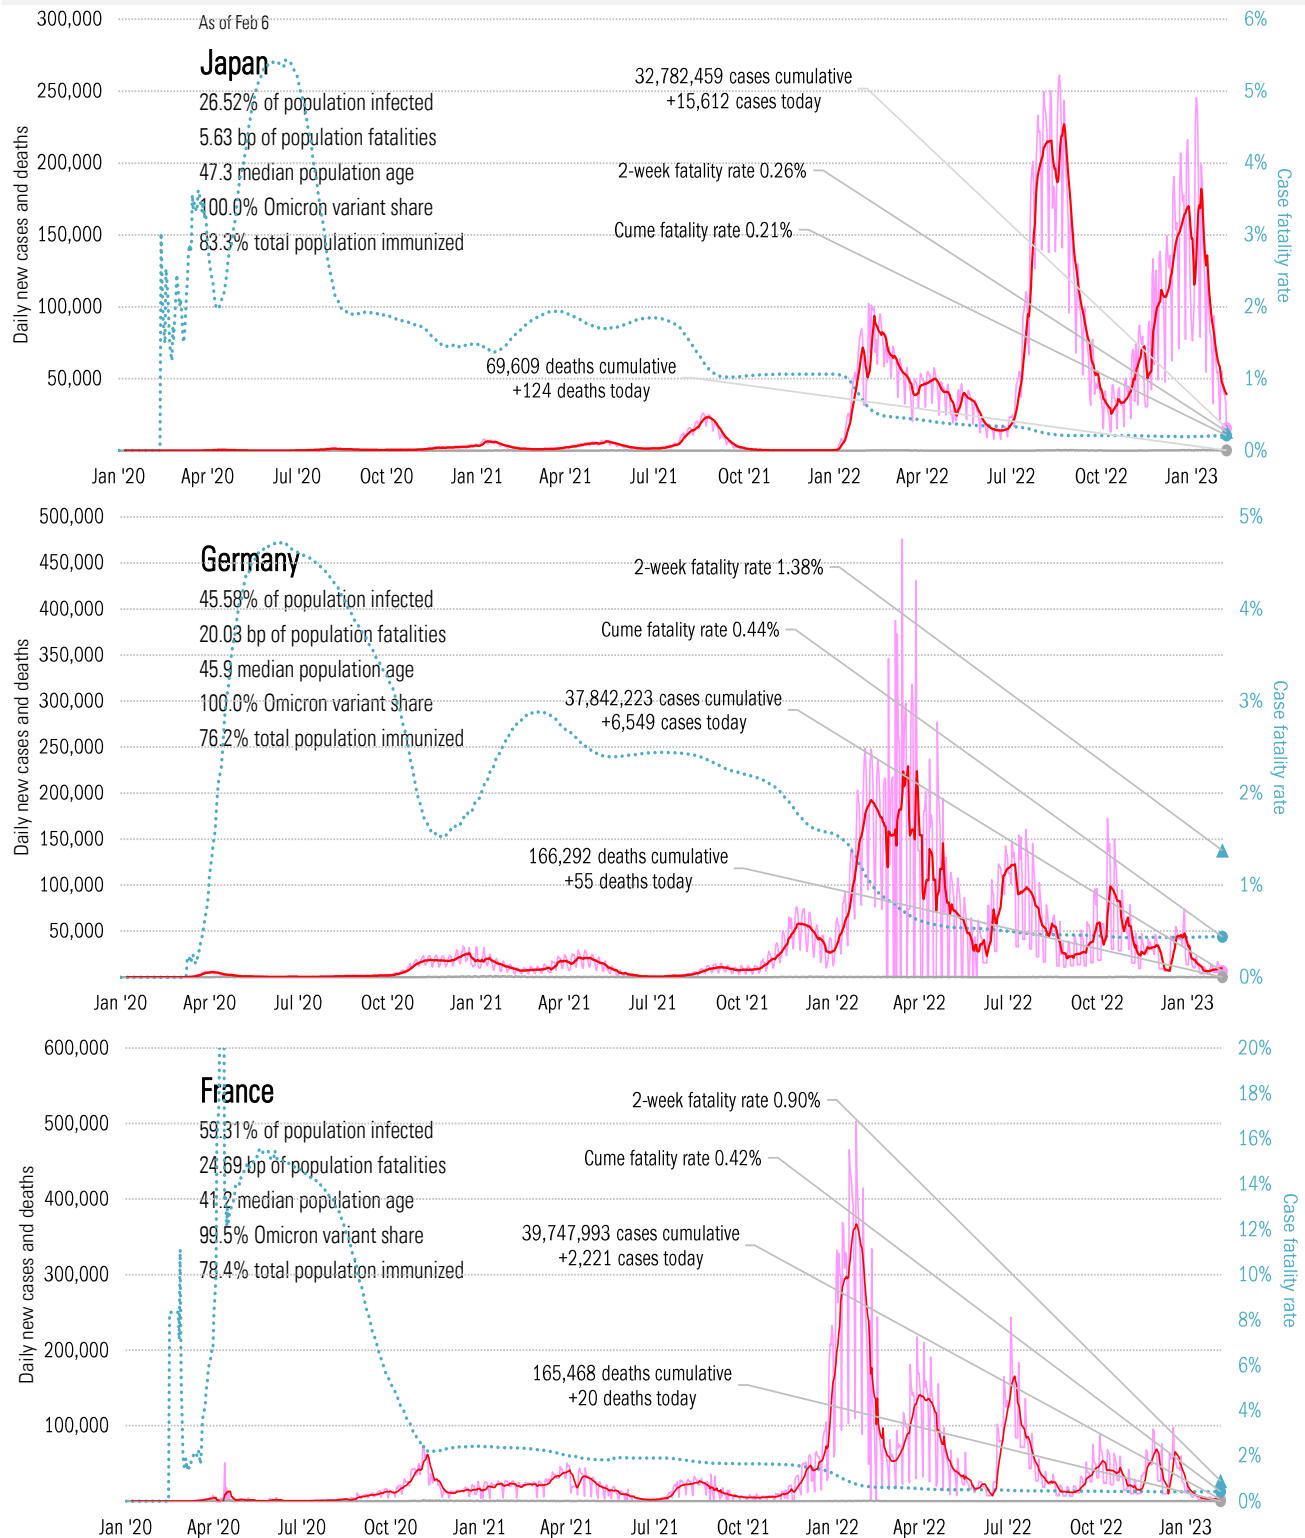 As of Feb 6
Japan
26.52% of population infected
5.63 bp of population fatalities
47.3 median population age
100.0% Omicron variant share
83.3% total population immunized
32,782,459 cases cumulative
+15,612 cases today
2-week fatality rate 0.26%
Cume fatality rate 0.21%
69,609 deaths cumulative
+124 deaths today
Daily new cases and deaths
300,000
250,000
200,000
150,000
100,000
50,000
Case fatality rate
6%
5%
4%
3%
2%
1%
0%
Jan '20 Apr '20 Jul '20 Oct '20 Jan '21 Apr '21 Jul '21 Oct '21 Jan '22 Apr '22 Jul '22 Oct '22 Jan '23
Germany
45.58% of population infected
20.03 bp of population fatalities
45.9 median population age
100.0% Omicron variant share
76.2% total population immunized
2-week fatality rate 1.38%
Cume fatality rate 0.44%
37,842,223 cases cumulative
+6,549 cases today
166,292 deaths cumulative
+55 deaths today
Daily new cases and deaths
500,000
450,000
400,000
350,000
300,000
250,000
200,000
150,000
100,000
50,000
Case fatality rate
5%
4%
3%
2%
1%
0%
Jan '20 Apr '20 Jul '20 Oct '20 Jan '21 Apr '21 Jul '21 Oct '21 Jan '22 Apr '22 Jul '22 Oct '22 Jan '23
France
59.31% of population infected
24.69 bp of population fatalities
41.2 median population age
99.5% Omicron variant share
78.4% total population immunized
2-week fatality rate 0.90%
Cume fatality rate 0.42%
39,747,993 cases cumulative
+2,221 cases today
165,468 deaths cumulative
+20 deaths today
Daily new cases and deaths
600,000
500,000
400,000
300,000
200,000
100,000
Case fatality rate
20%
18%
16%
14%
12%
10%
8%
6%
4%
2%
0%
Jan '20 Apr '20 Jul '20 Oct '20 Jan '21 Apr '21 Jul '21 Oct '21 Jan '22 Apr '22 Jul '22 Oct '22 Jan '23